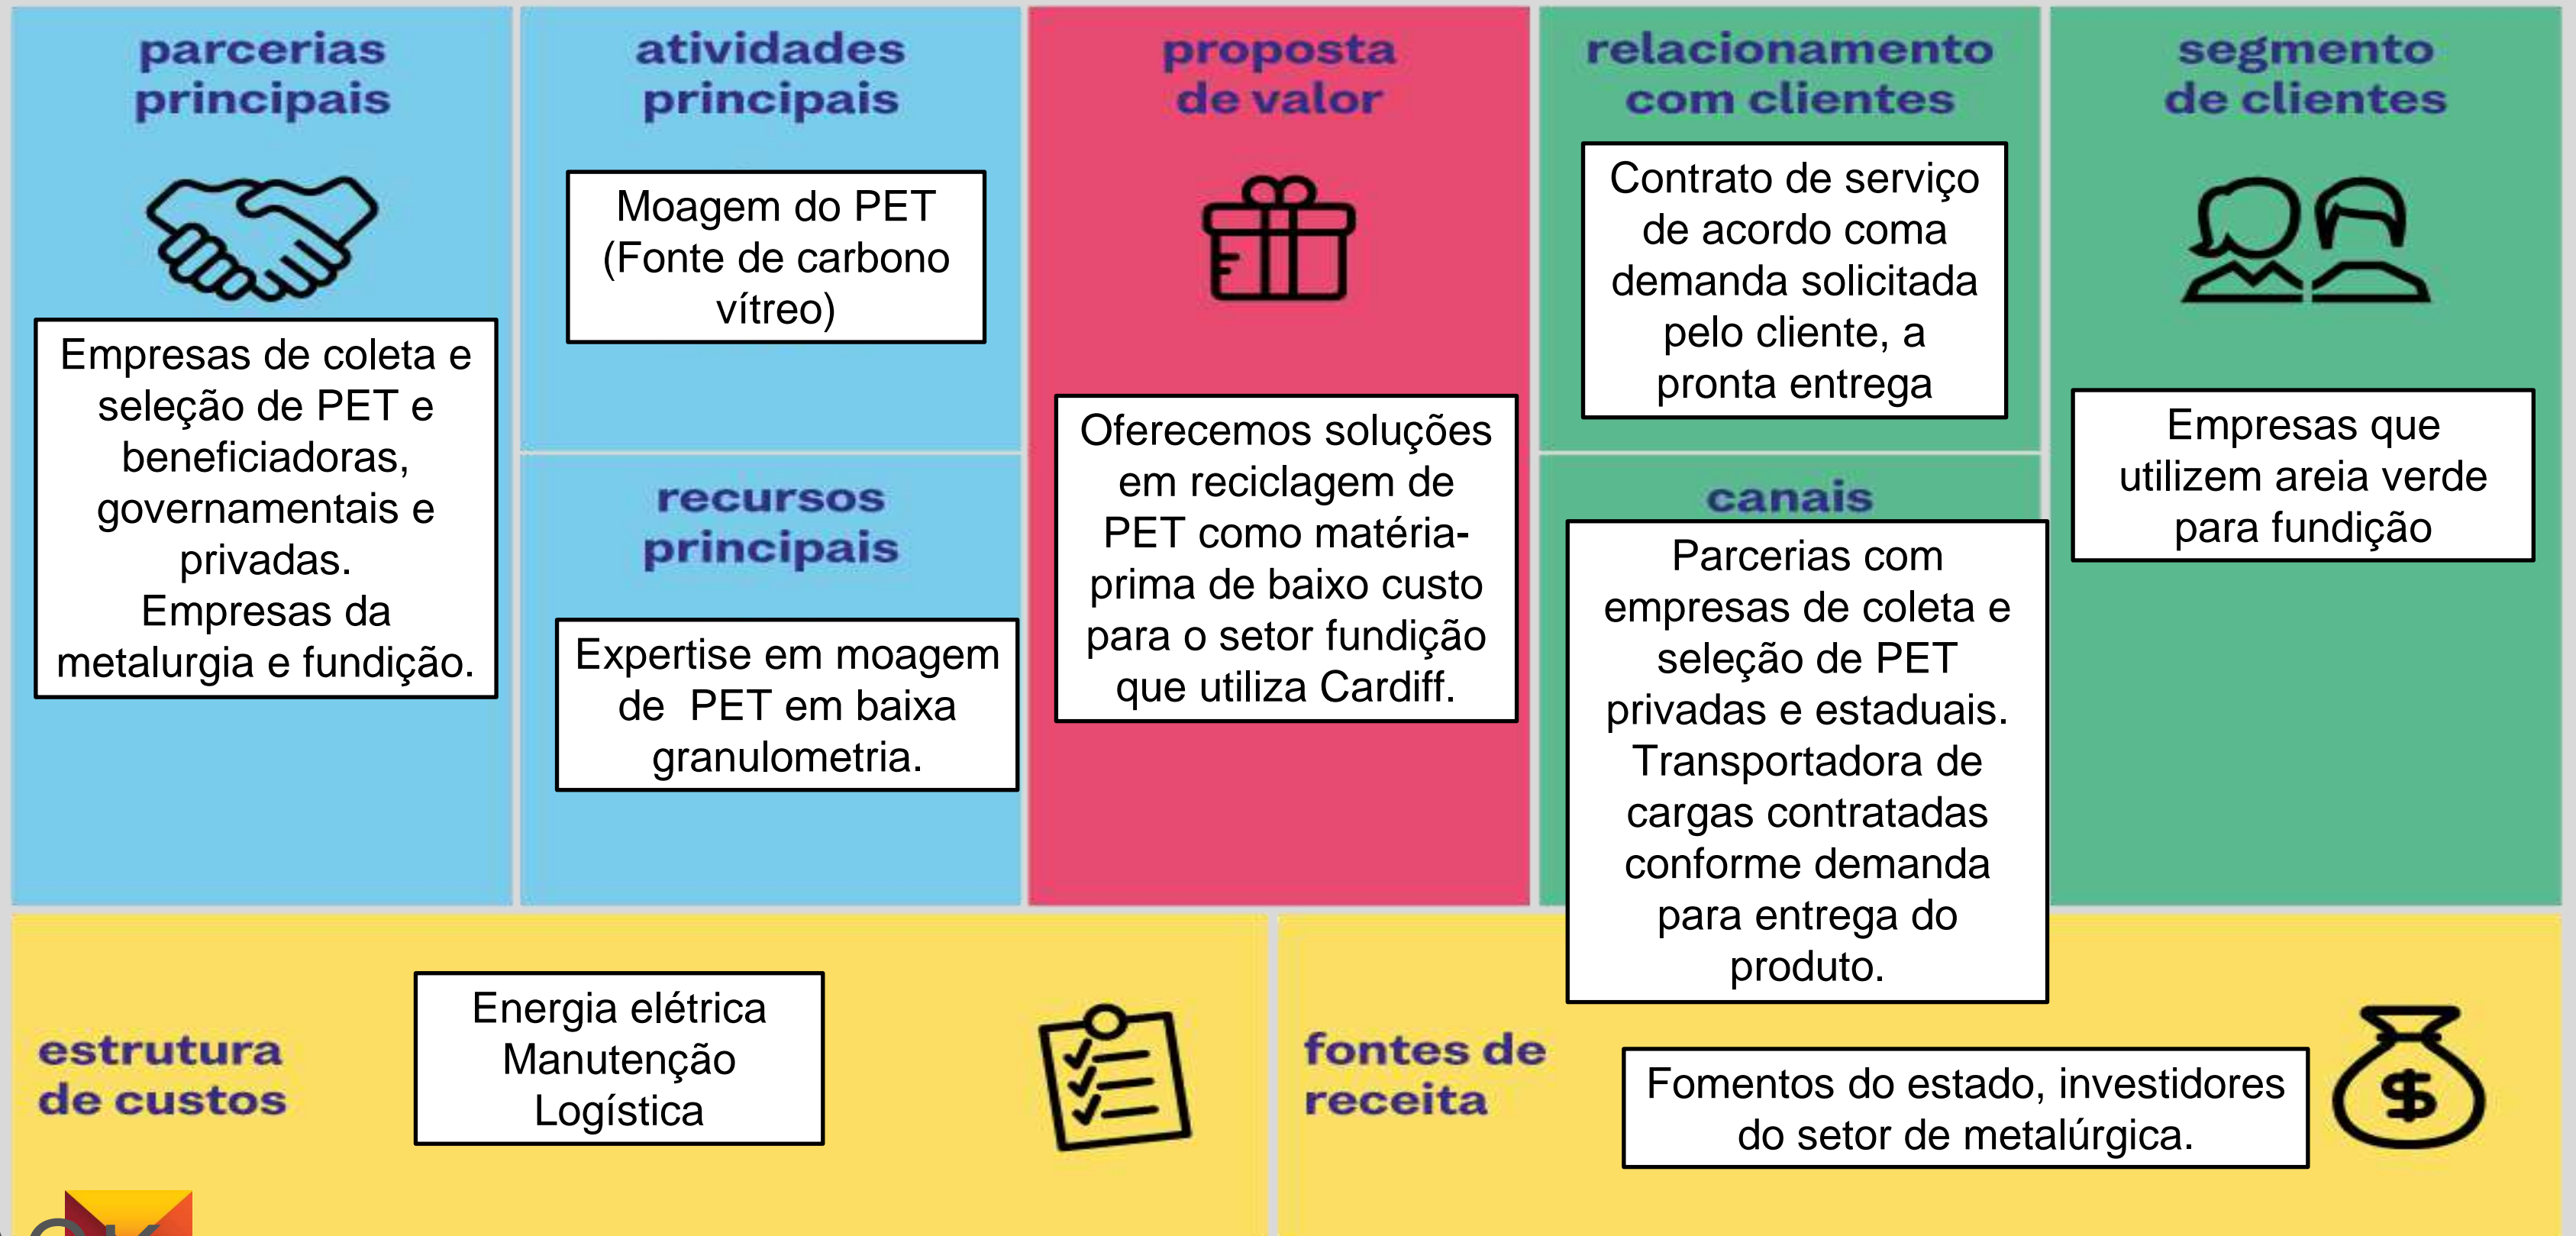 parcerias
principais
Empresas de coleta e
seleção de PET e
beneficiadoras,
governamentais e
privadas.
Empresas da
metalurgia e fundição.
atividades
principais
Moagem do PET
(Fonte de carbono
vítreo)
recursos
principais
Expertise em moagem
de PET em baixa
granulometria.
proposta
de valor
Oferecemos soluções
em reciclagem de
PET como matéria-
prima de baixo custo
para o setor fundição
que utiliza Cardiff.
relacionamento
com clientes
Contrato de serviço
de acordo coma
demanda solicitada
pelo cliente, a
pronta entrega
canais
Parcerias com
empresas de coleta e
seleção de PET
privadas e estaduais.
Transportadora de
cargas contratadas
conforme demanda
para entrega do
produto.
segmento
de clientes
Empresas que
utilizem areia verde
para fundição
estrutura
de custos
Energia elétrica
Manutenção
Logística
fontes de
receita
Fomentos do estado, investidores
do setor de metalúrgica.
$